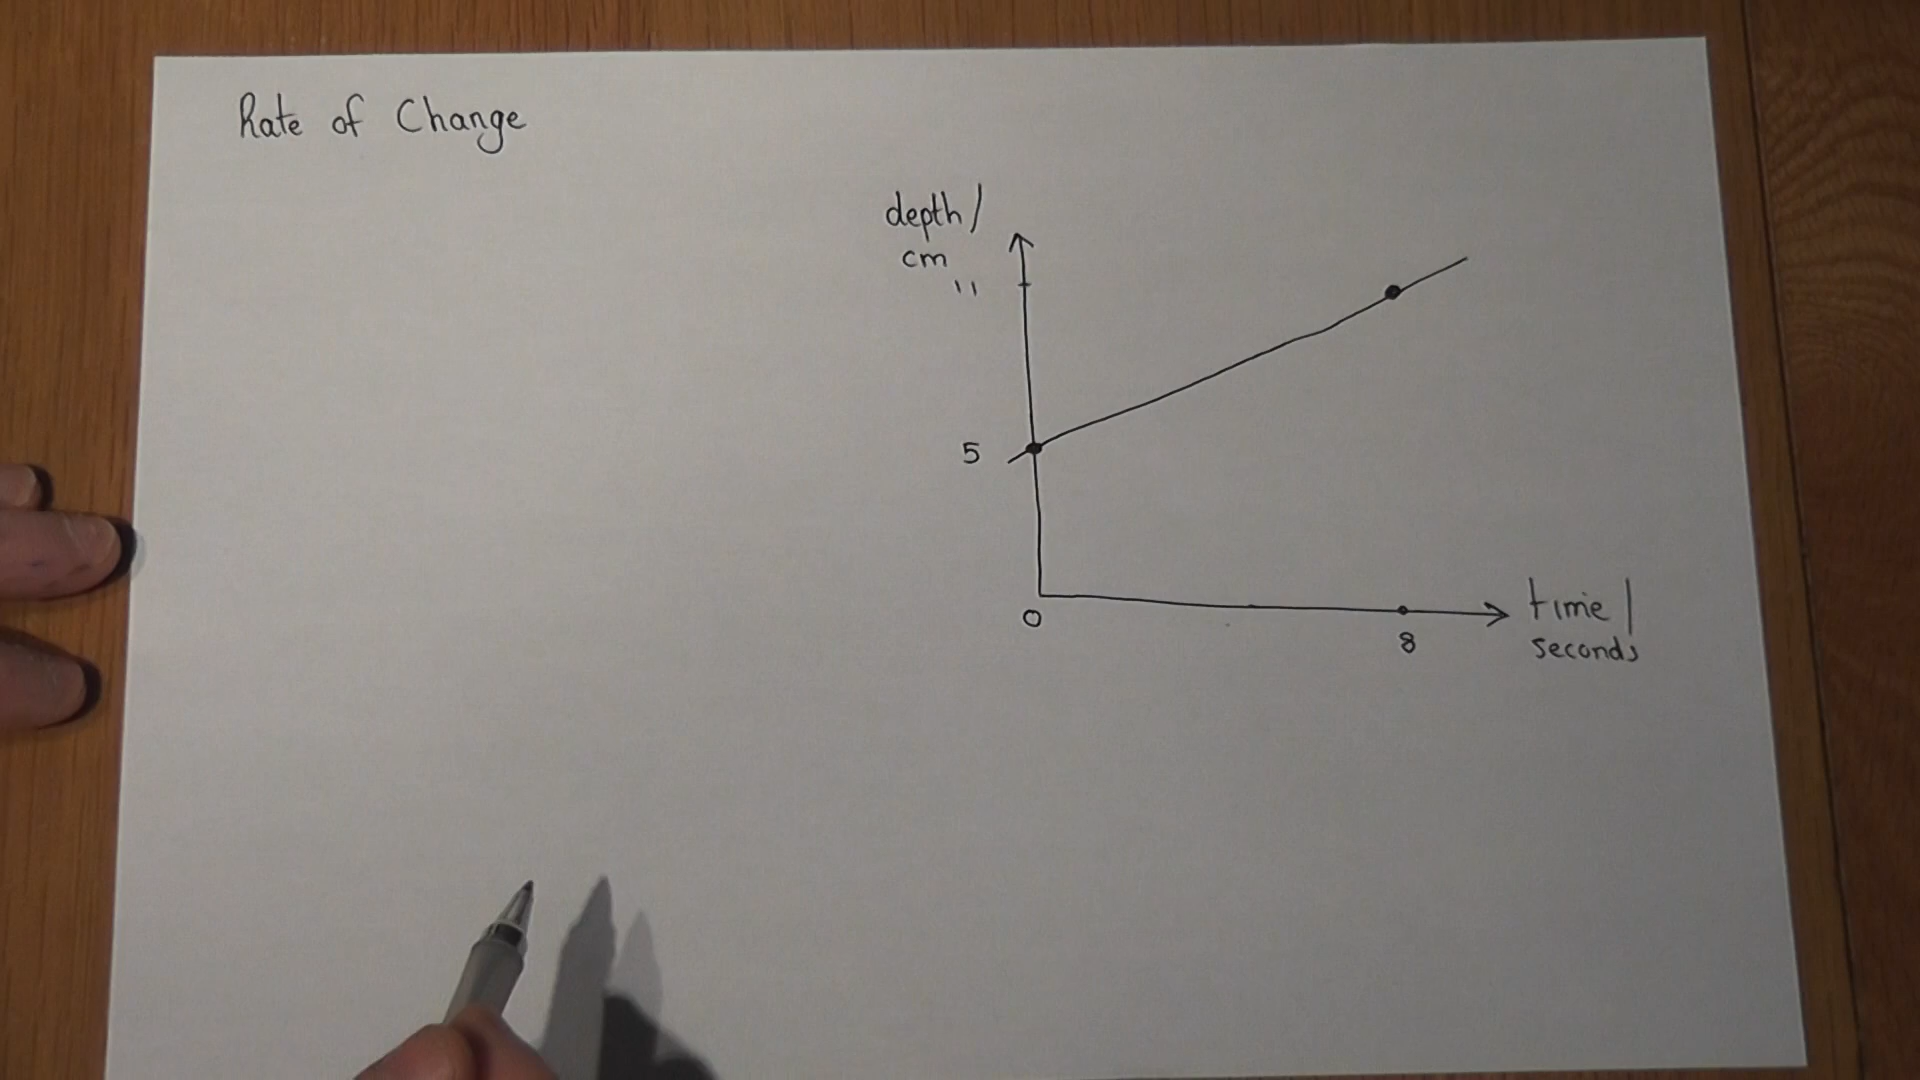 Rate of Change
depth/
cm
11
5
0
8
time/
seconds